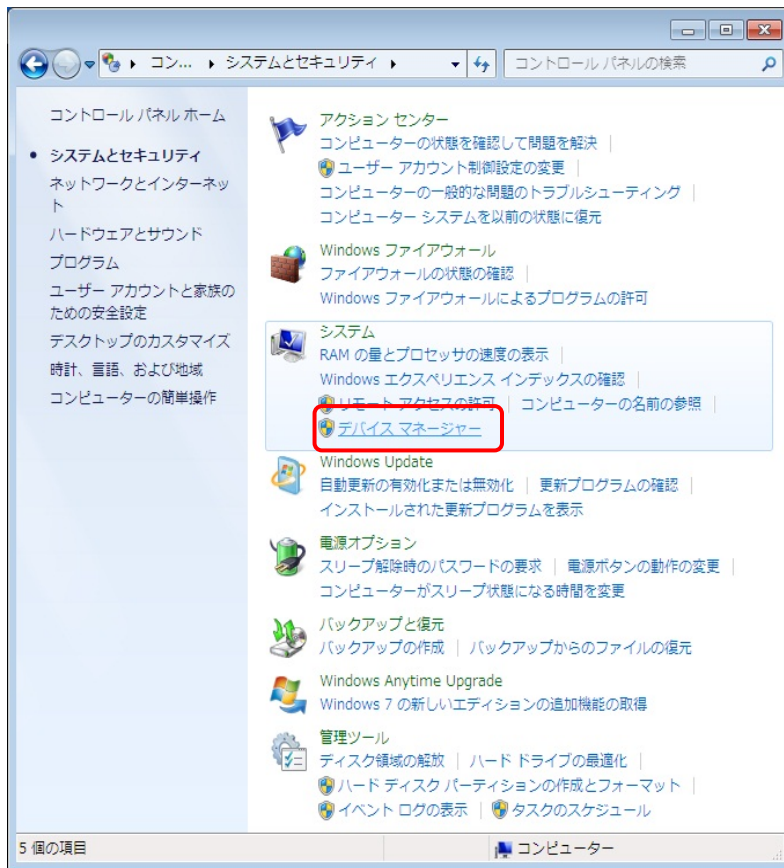 コン... システムとセキュリティ コントロール パネルの検索
コントロール パネル ホーム
システムとセキュリティ
ネットワークとインターネッ
ト
ハードウェアとサウンド
プログラム
ユーザー アカウントと家族の
ための安全設定
デスクトップのカスタマイズ
時計、言語、および地域
コンピューターの簡単操作
アクション センター
コンピューターの状態を確認して問題を解決
ユーザー アカウント制御設定の変更
コンピューターの一般的な問題のトラブルシューティング
コンピューター システムを以前の状態に復元
Windows ファイアウォール
ファイアウォールの状態の確認
Windows ファイアウォールによるプログラムの許可
システム
RAM の量とプロセッサの速度の表示
Windows エクスペリエンス インデックスの確認
リモート アクセスの許可 コンピューターの名前の参照
デバイス マネージャー
Windows Update
自動更新の有効化または無効化 更新プログラムの確認
インストールされた更新プログラムを表示
電源オプション
スリープ解除時のパスワードの要求 電源ボタンの動作の変更
コンピューターがスリープ状態になる時間を変更
バックアップと復元
バックアップの作成 バックアップからのファイルの復元
Windows Anytime Upgrade
Windows 7 の新しいエディションの追加機能の取得
管理ツール
ディスク領域の解放 ハード ドライブの最適化
ハード ディスク パーティションの作成とフォーマット
イベント ログの表示 タスクのスケジュール
5 個の項目 コンピューター